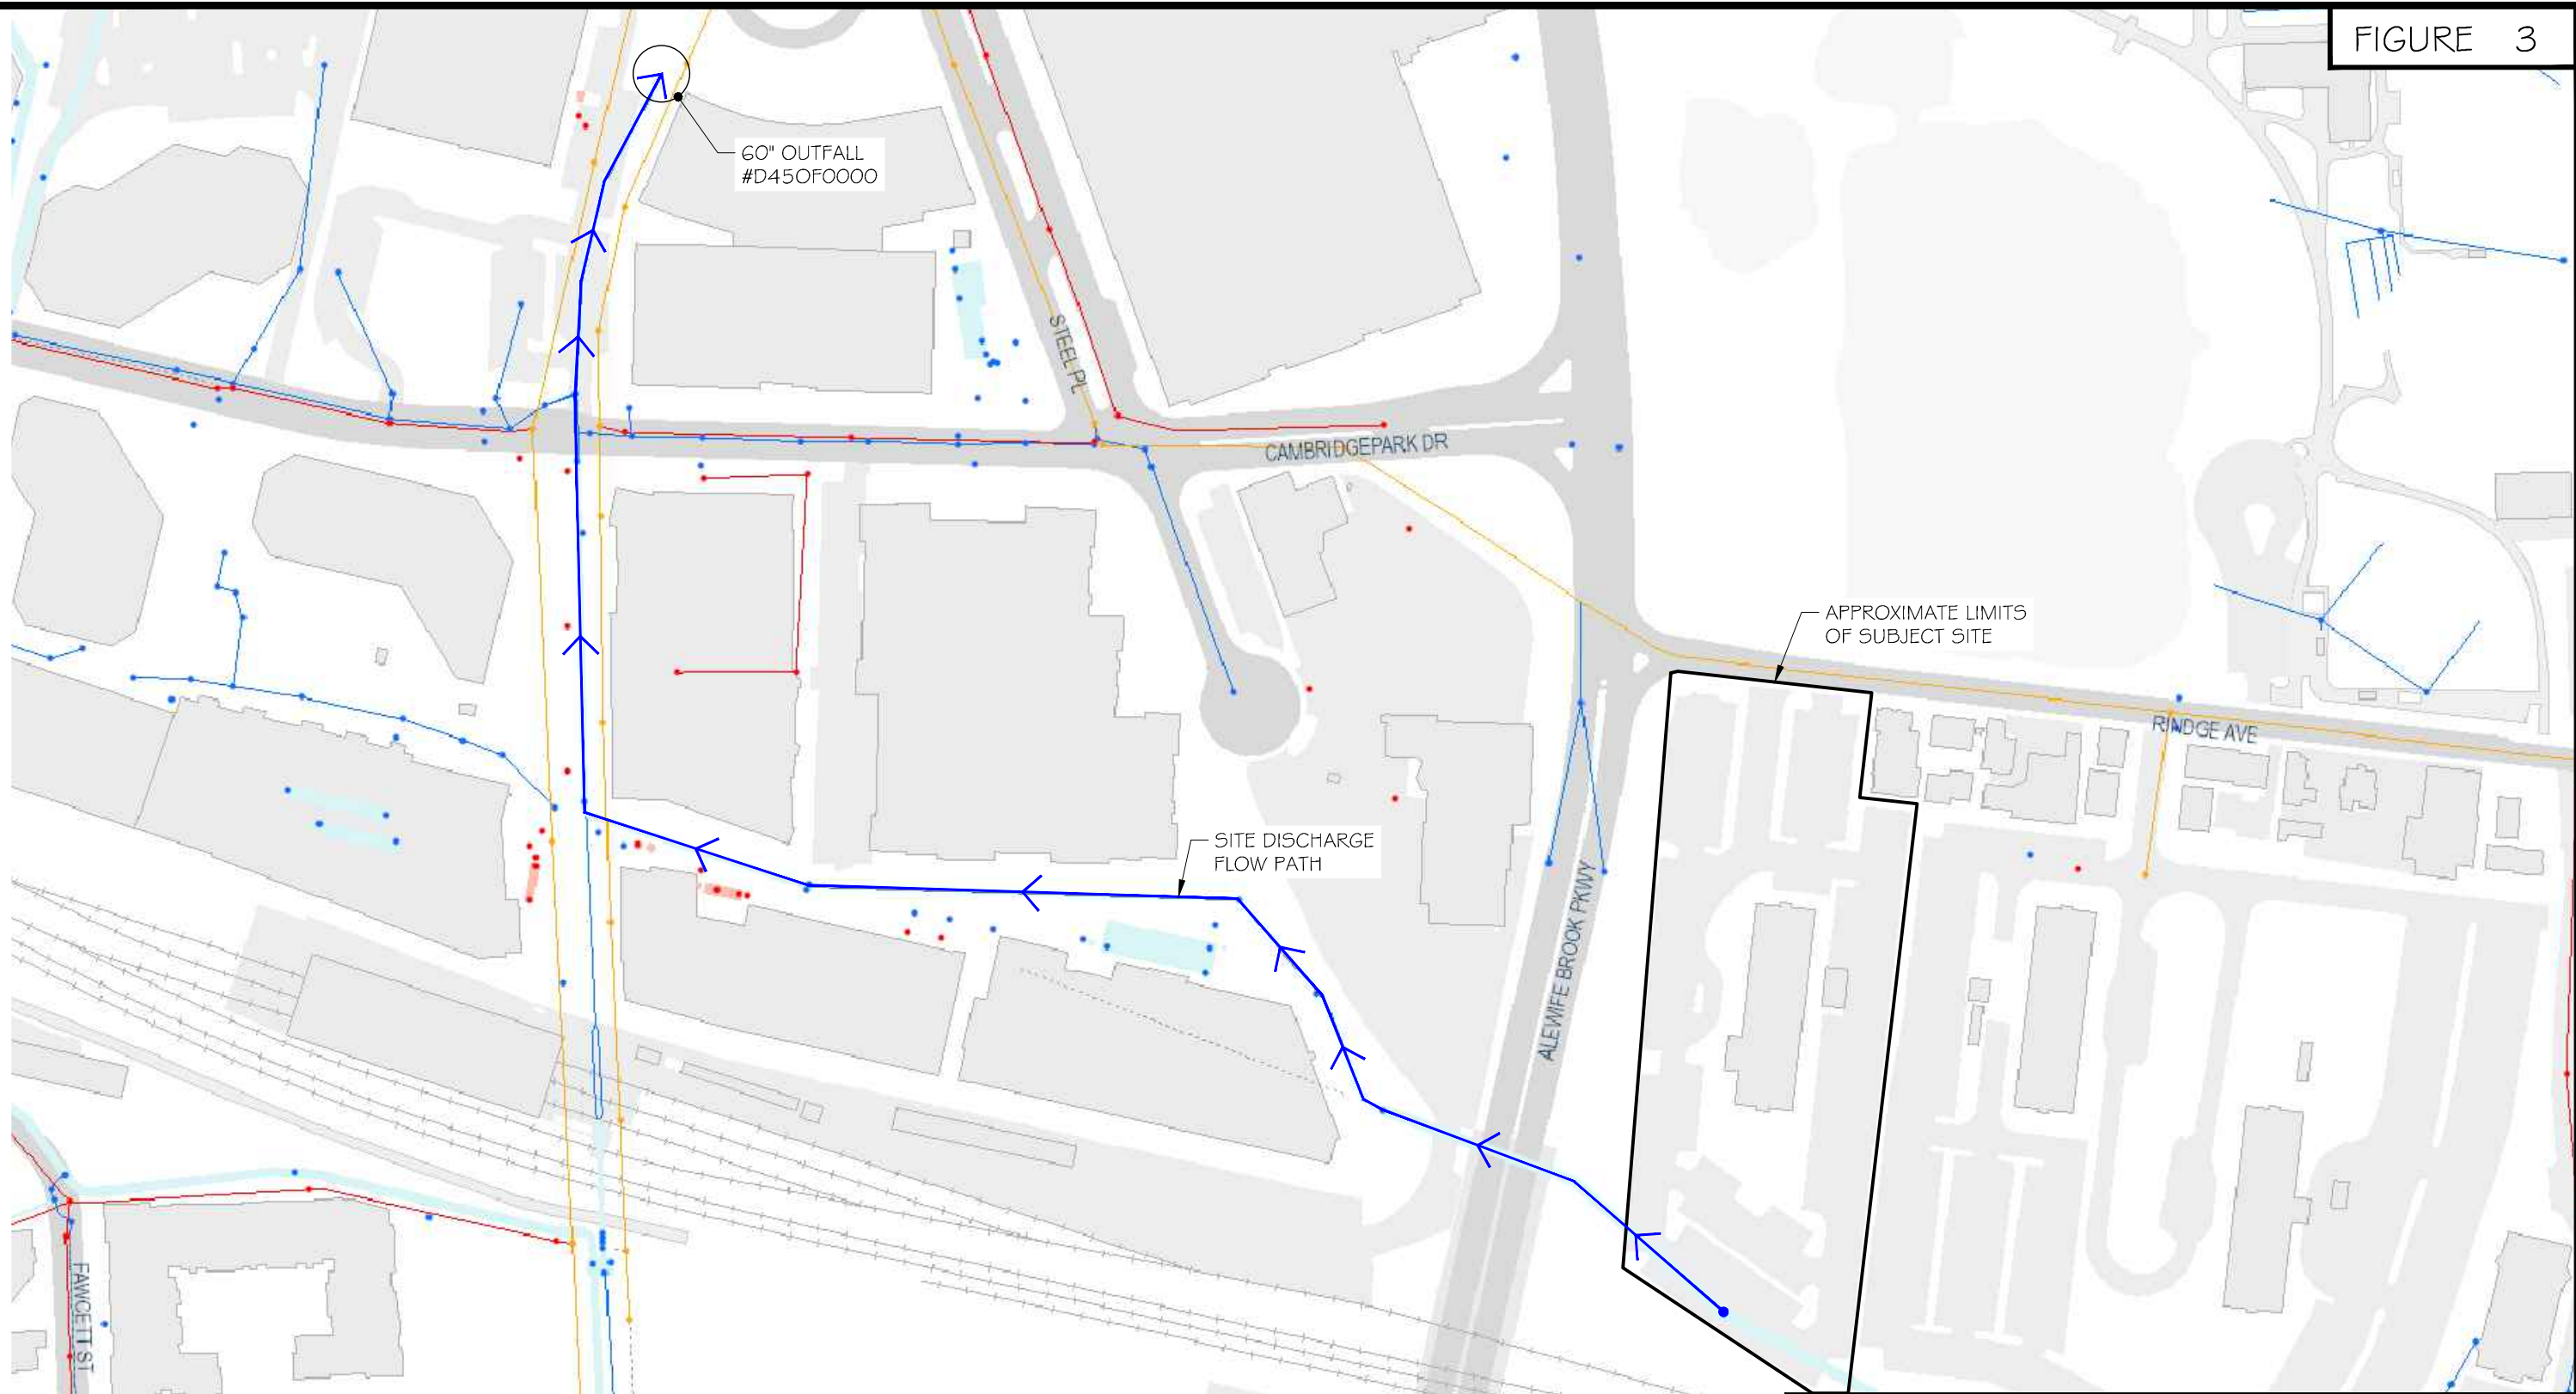 FIGURE 3
60" OUTFALL
#D45OF0000
STEEL PL
CAMBRIDGEPARK DR
APPROXIMATE LIMITS
OF SUBJECT SITE
RINDGE AVE
SITE DISCHARGE
FLOW PATH
ALEWIFE BROOK PKWY
FAWCETT ST